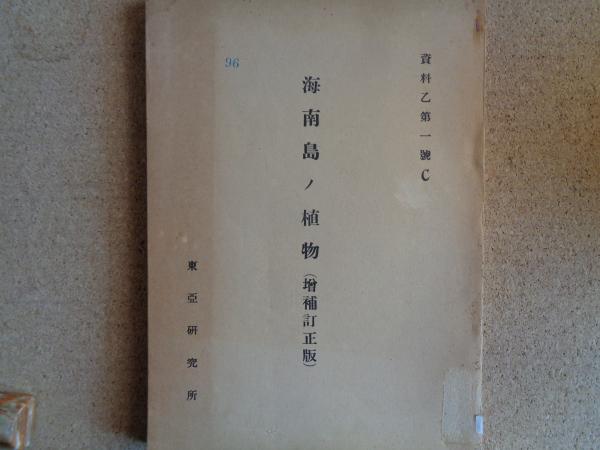 資料乙第一號C
海南島ノ植物（增補訂正版）
東亞研究所
96